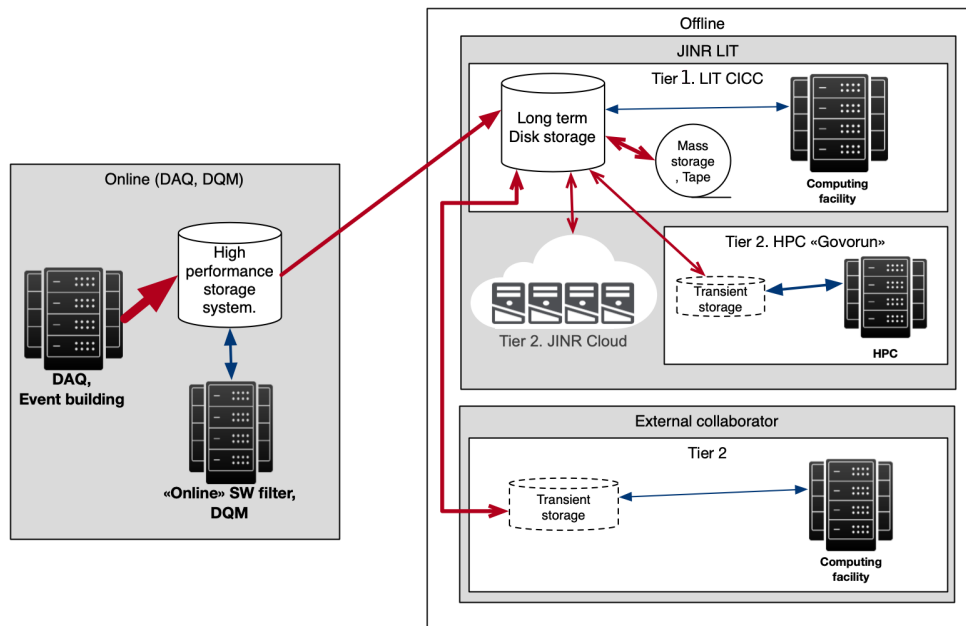 Offline
JINR LIT
Tier 1. LIT CICC
Long term
Disk storage
Mass
storage
, Tape
Computing
facility
Online (DAQ, DQM)
High
performance
storage
system.
DAQ,
Event building
«Online» SW filter,
DQM
Tier 2. JINR Cloud
Tier 2. HPC «Govorun»
Transient
storage
HPC
External collaborator
Tier 2
Transient
storage
Computing
facility